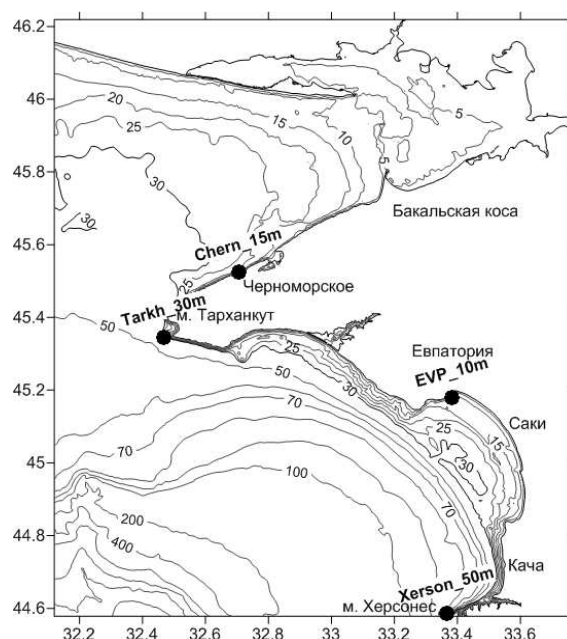 46.2
46
45.8
45.6
45.4
45.2
45
44.8
44.6
20
15
10
5
25
5
30
30
Бакальская коса
Chern_15m
25
Черноморское
Tarkh_30m
м. Тарханкут
50
25
50
30
Евпатория
EVP_10m
70
70
25
15
Саки
30
100
70
200
400
Кача
Xerson_50m
м. Херсонес
32.2 32.4 32.6 32.8 33 33.2 33.4 33.6